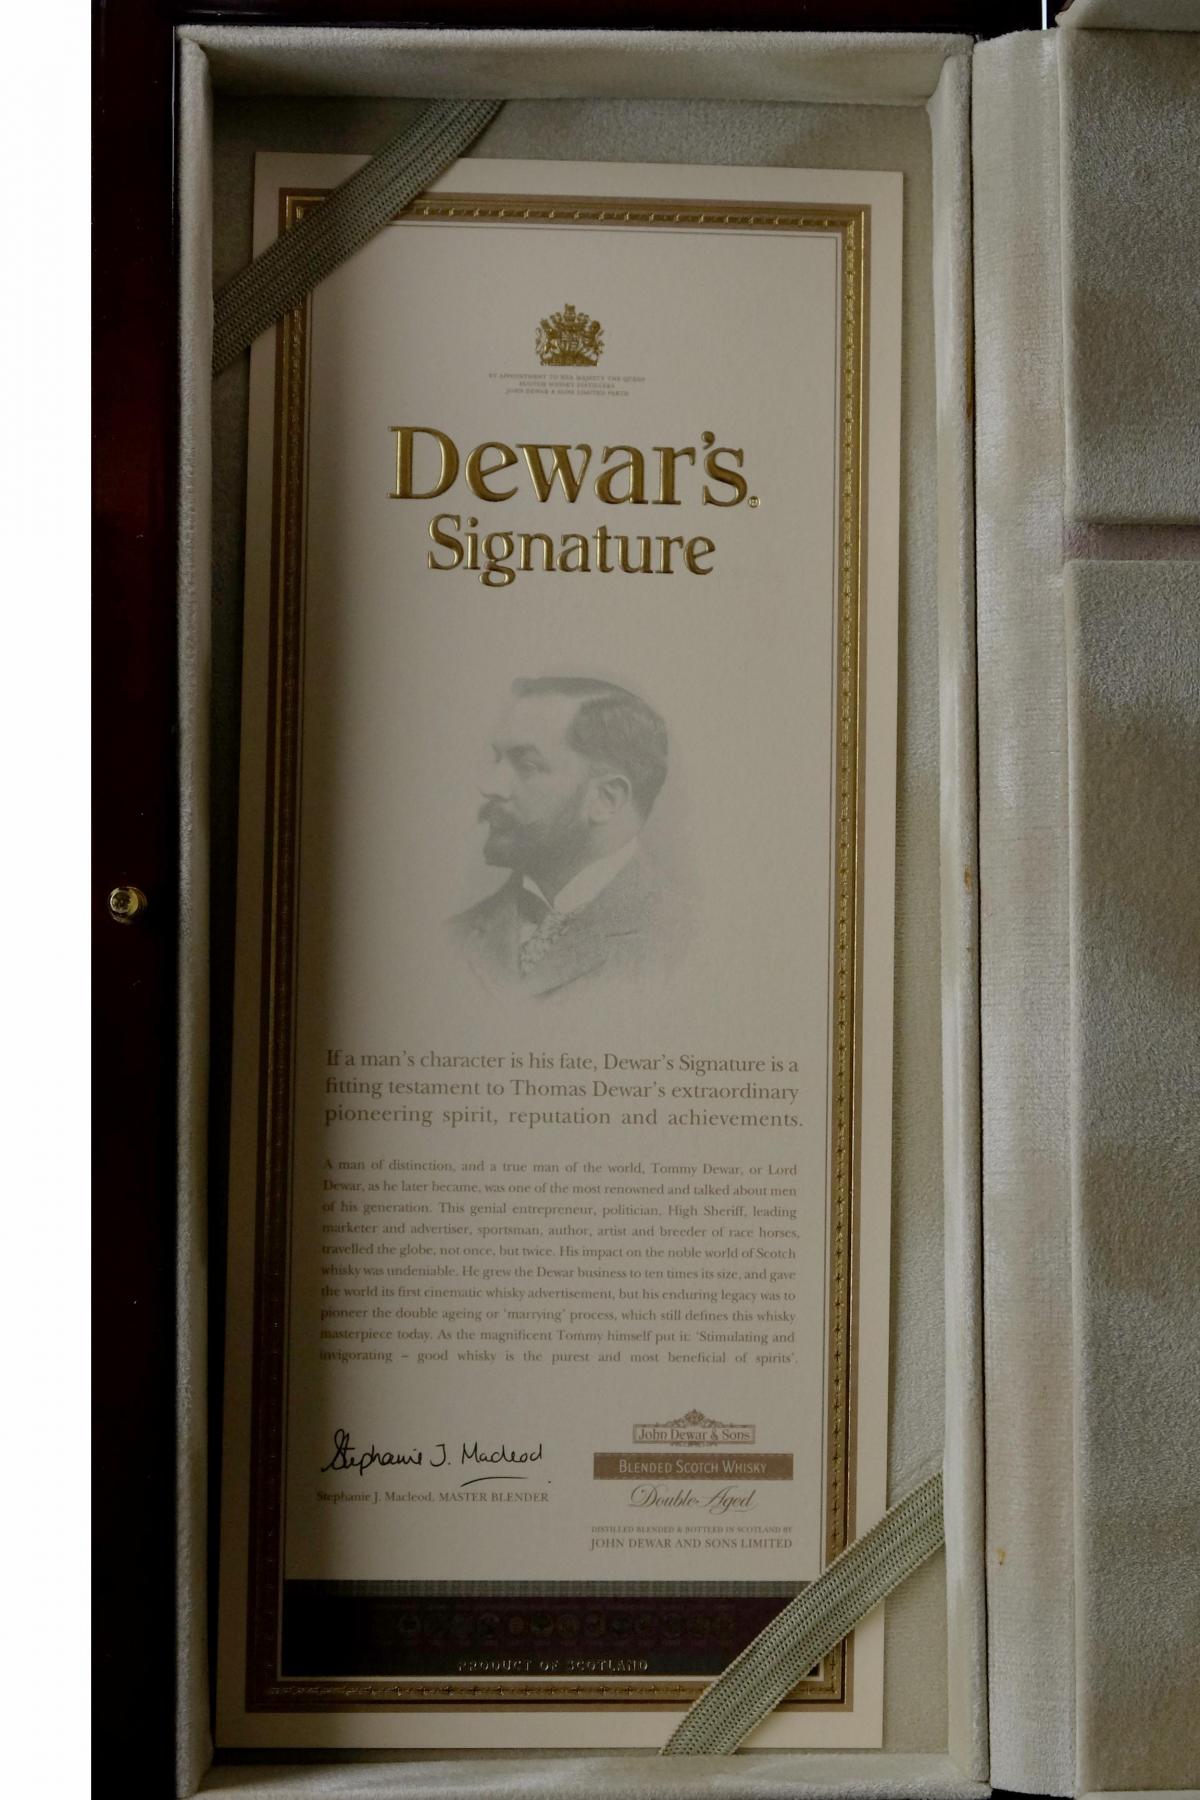 BY APPOINTMENT TO HER MAJESTY THE QUEEN
SCOTCH WHISKY DISTILLERS
JOHN DEWAR & SONS LIMITED PERTH
Dewar's®
Signature
If a man's character is his fate, Dewar's Signature is a
fitting testament to Thomas Dewar's extraordinary
pioneering spirit, reputation and achievements.
A man of distinction, and a true man of the world, Tommy Dewar, or Lord
Dewar, as he later became, was one of the most renowned and talked about men
of his generation. This genial entrepreneur, politician, High Sheriff, leading
marketer and advertiser, sportsman, author, artist and breeder of race horses,
travelled the globe, not once, but twice. His impact on the noble world of Scotch
whisky was undeniable. He grew the Dewar business to ten times its size, and gave
the world its first cinematic whisky advertisement, but his enduring legacy was to
pioneer the double ageing or 'marrying' process, which still defines this whisky
masterpiece today. As the magnificent Tommy himself put it: 'Stimulating and
invigorating – good whisky is the purest and most beneficial of spirits'.
Stephanie J. Macleod
Stephanie J. Macleod, MASTER BLENDER
John Dewar & Sons
BLENDED SCOTCH WHISKY
Double-Aged
DISTILLED BLENDED & BOTTLED IN SCOTLAND BY
JOHN DEWAR AND SONS LIMITED
PRODUCT OF SCOTLAND